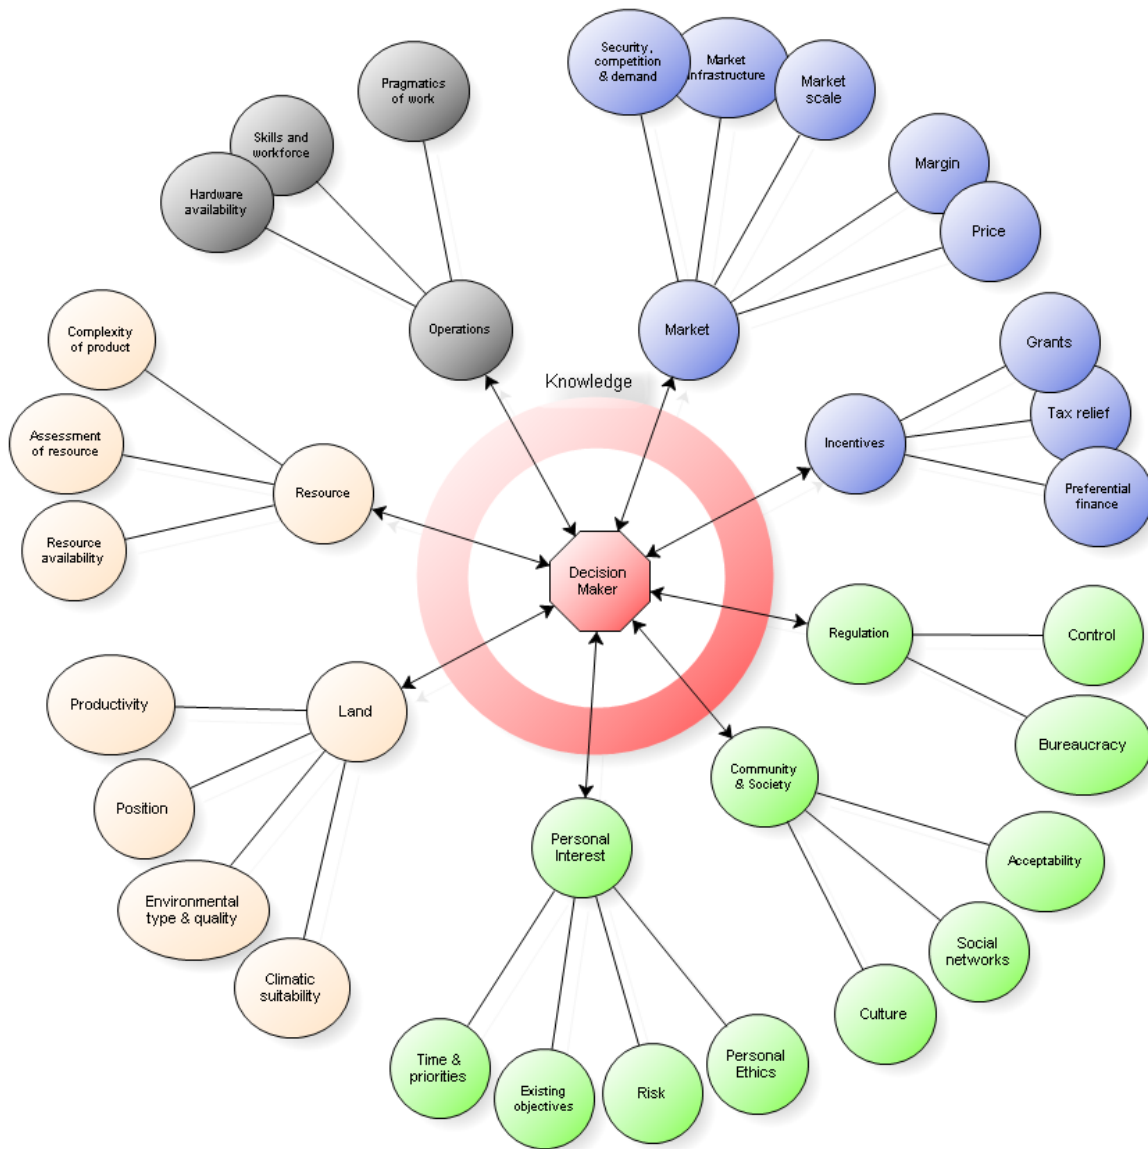 Security,
competition
& demand
Market
infrastructure
Market
scale
Pragmatics
of work
Skills and
workforce
Hardware
availability
Margin
Price
Operations
Market
Complexity
of product
Grants
Knowledge
Tax relief
Assessment
of resource
Incentives
Resource
Preferential
finance
Resource
availability
Decision
Maker
Regulation
Control
Productivity
Land
Bureaucracy
Community
& Society
Position
Personal
Interest
Acceptability
Environmental
type & quality
Social
networks
Climatic
suitability
Culture
Time &
priorities
Existing
objectives
Risk
Personal
Ethics